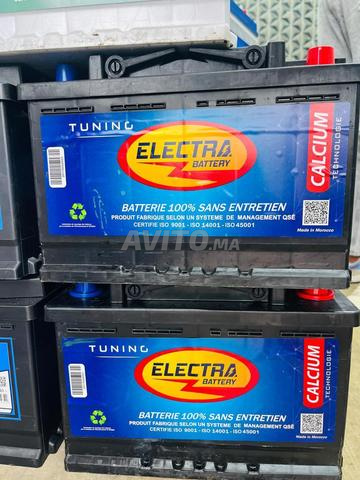 TUNING
ELECTRA
BATTERY
CALCIUM
TECHNOLOGIE
BATTERIE 100% SANS ENTRETIEN
PRODUIT FABRIQUE SELON UN SYSTEME DE MANAGEMENT QSÉ
CERTIFIE ISO 9001 - ISO 14001 - ISO 45001
Made in Morocco
AVITO.MA
TUNING
ELECTRA
BATTERY
CALCIUM
TECHNOLOGIE
BATTERIE 100% SANS ENTRETIEN
PRODUIT FABRIQUE SELON UN SYSTEME DE MANAGEMENT QSÉ
CERTIFIE ISO 9001 - ISO 14001 - ISO 45001
Made in Morocco